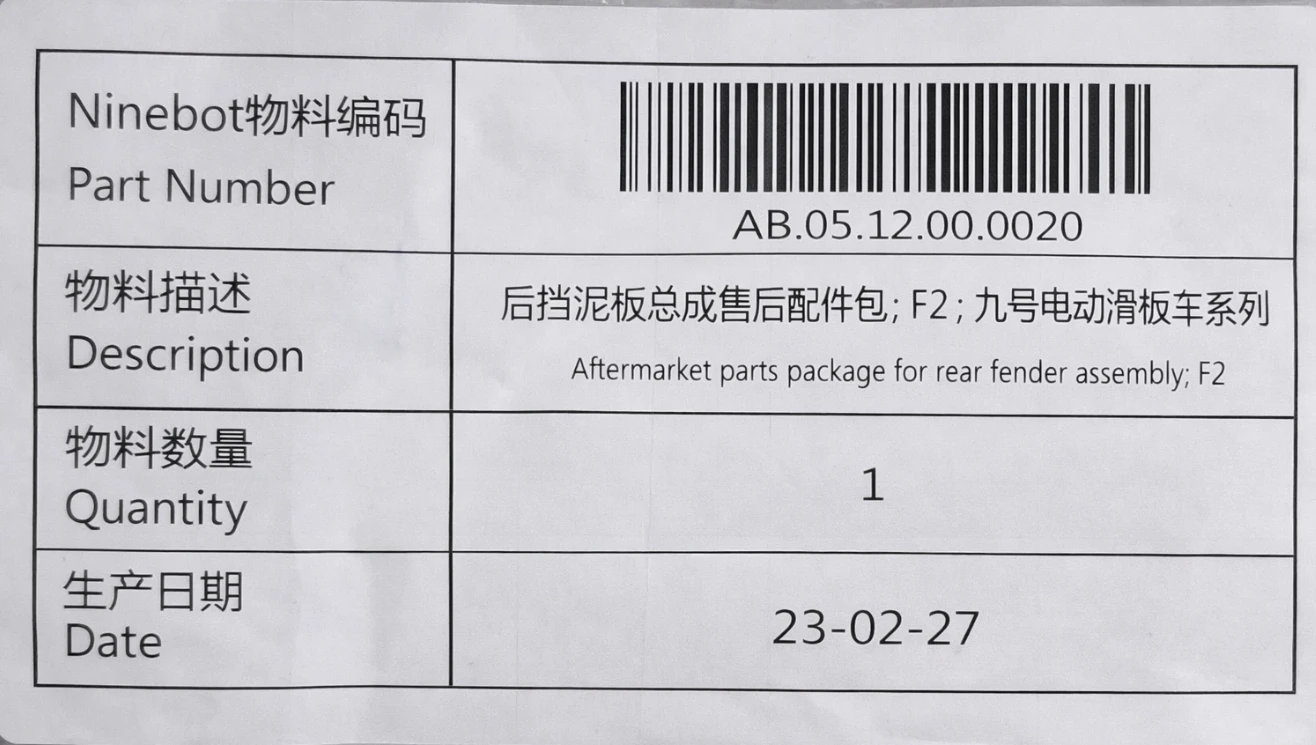 Ninebot物料编码
Part Number
AB.05.12.00.0020
物料描述
Description
后挡泥板总成售后配件包; F2 ; 九号电动滑板车系列
Aftermarket parts package for rear fender assembly; F2
物料数量
Quantity
1
生产日期
Date
23-02-27